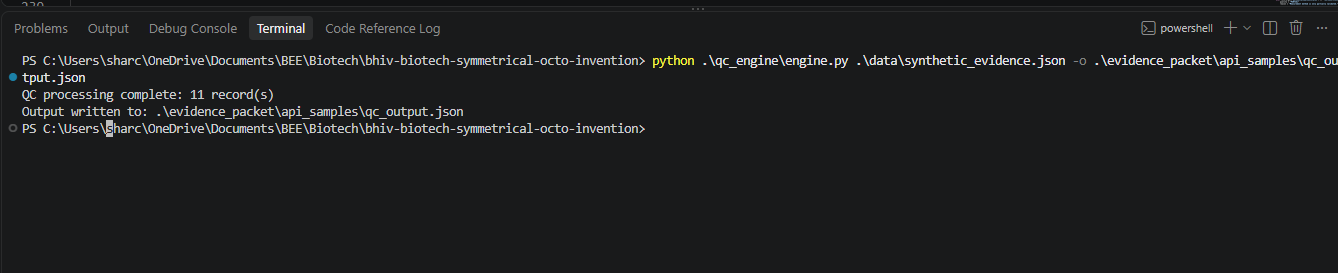 Problems Output Debug Console Terminal Code Reference Log powershell
PS C:\Users\sharc\OneDrive\Documents\BEE\Biotech\bhiv-biotech-symmetrical-octo-invention> python .\qc_engine\engine.py .\data\synthetic_evidence.json -o .\evidence_packet\api_samples\qc_ou
tput.json
QC processing complete: 11 record(s)
Output written to: .\evidence_packet\api_samples\qc_output.json
PS C:\Users\sharc\OneDrive\Documents\BEE\Biotech\bhiv-biotech-symmetrical-octo-invention>